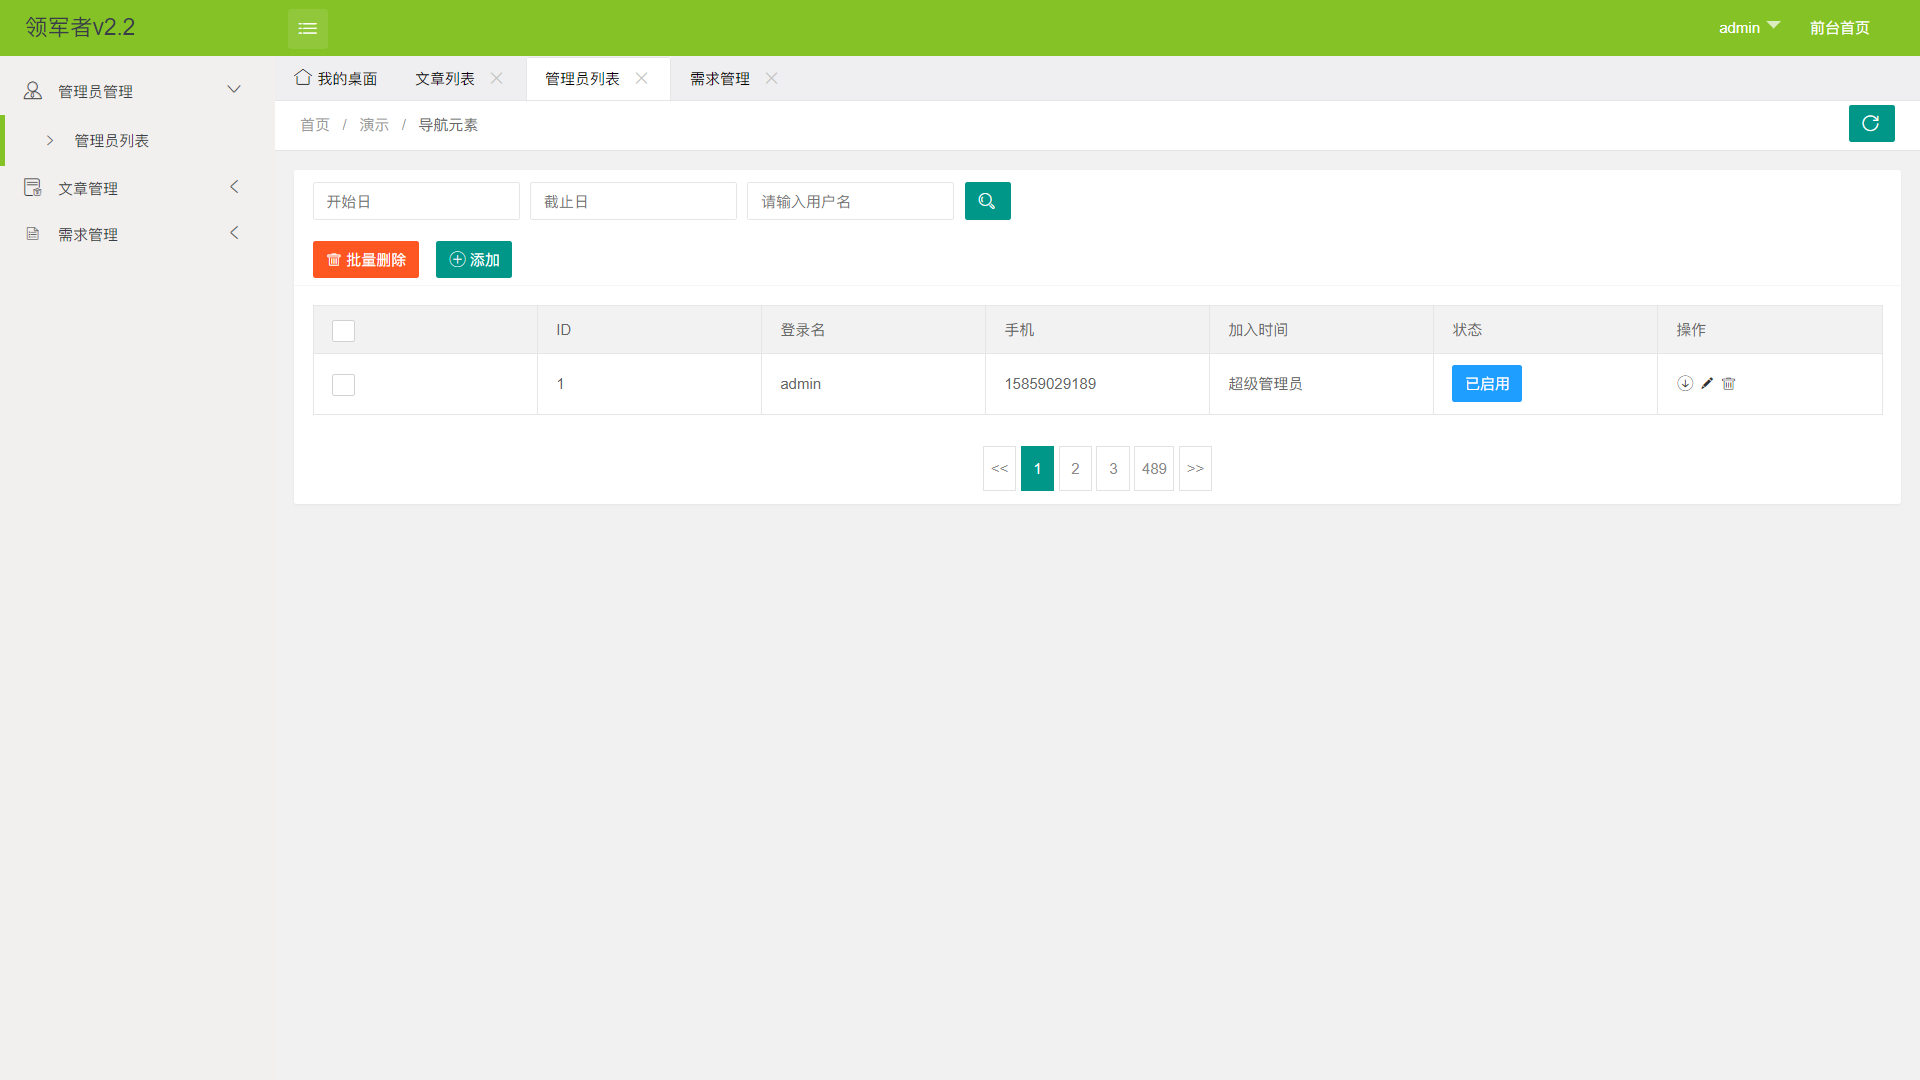 领军者v2.2
admin 前台首页
管理员管理
管理员列表
文章管理
需求管理
我的桌面 文章列表 管理员列表 需求管理
首页 / 演示 / 导航元素
开始日 截止日 请输入用户名
批量删除 添加
ID 登录名 手机 加入时间 状态 操作
1 admin 15859029189 超级管理员 已启用
<< 1 2 3 489 >>